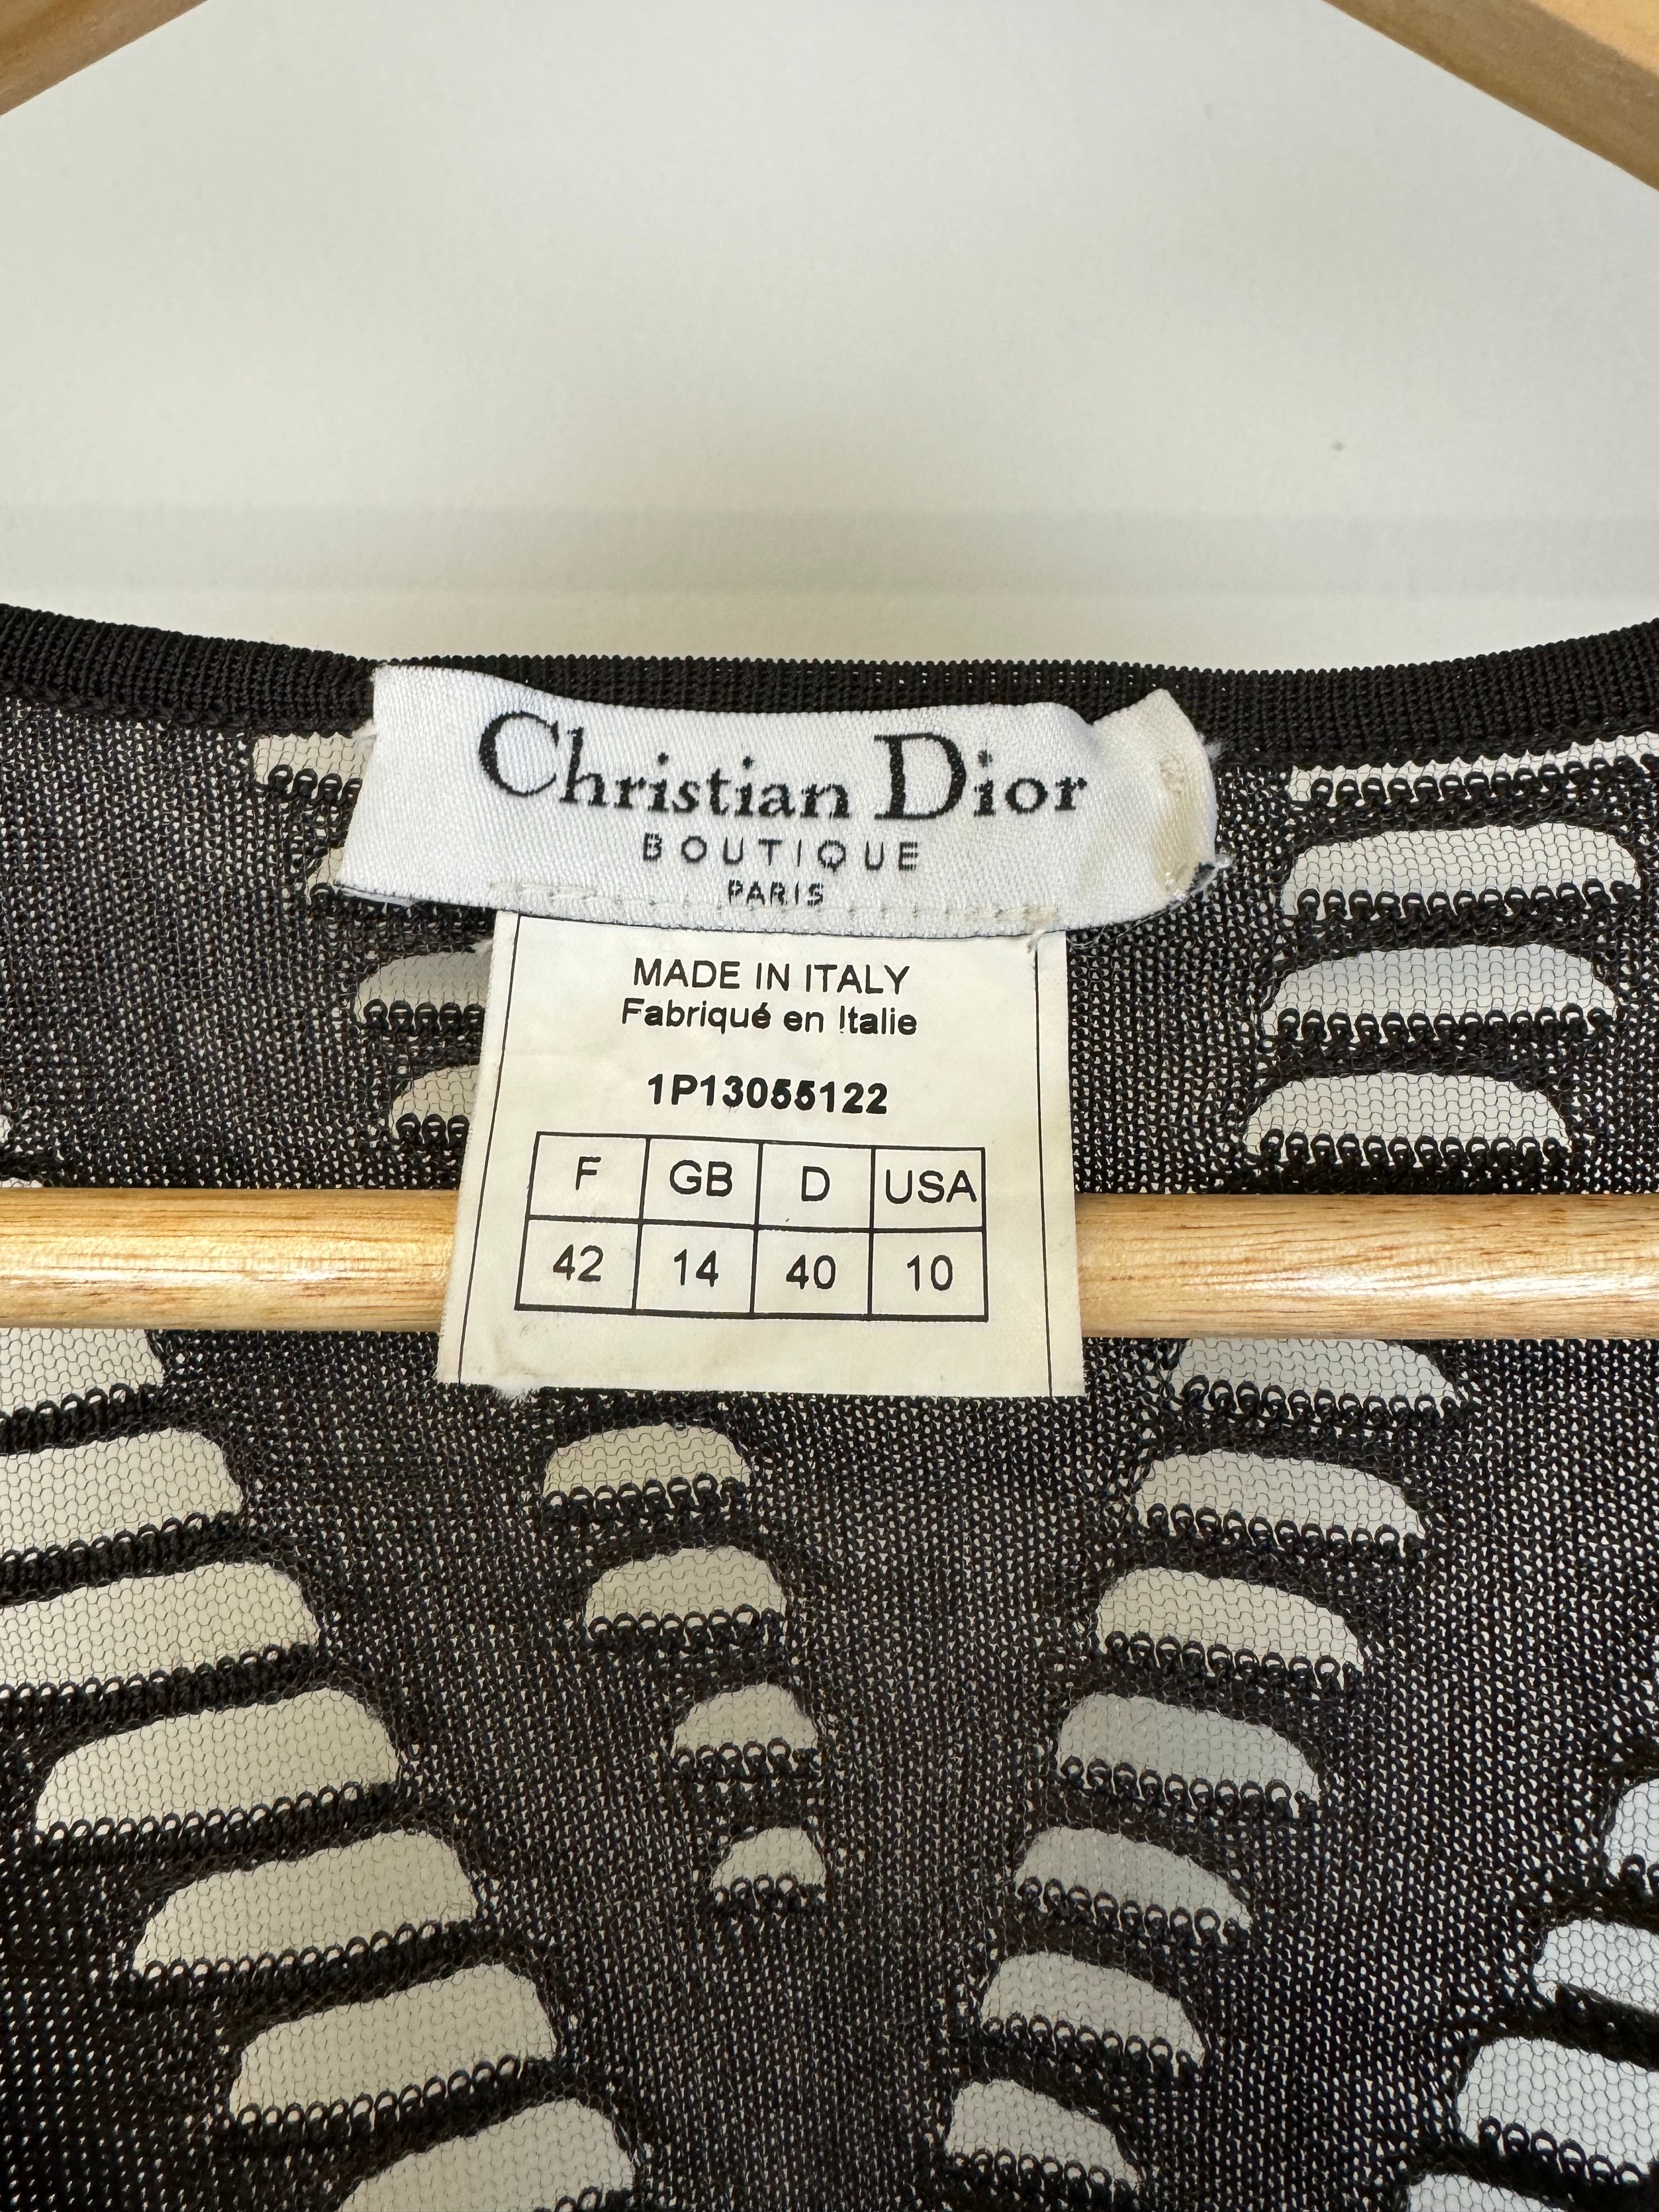 Christian Dior
BOUTIQUE
PARIS
MADE IN ITALY
Fabriqué en Italie
1P13055122
F GB D USA
42 14 40 10